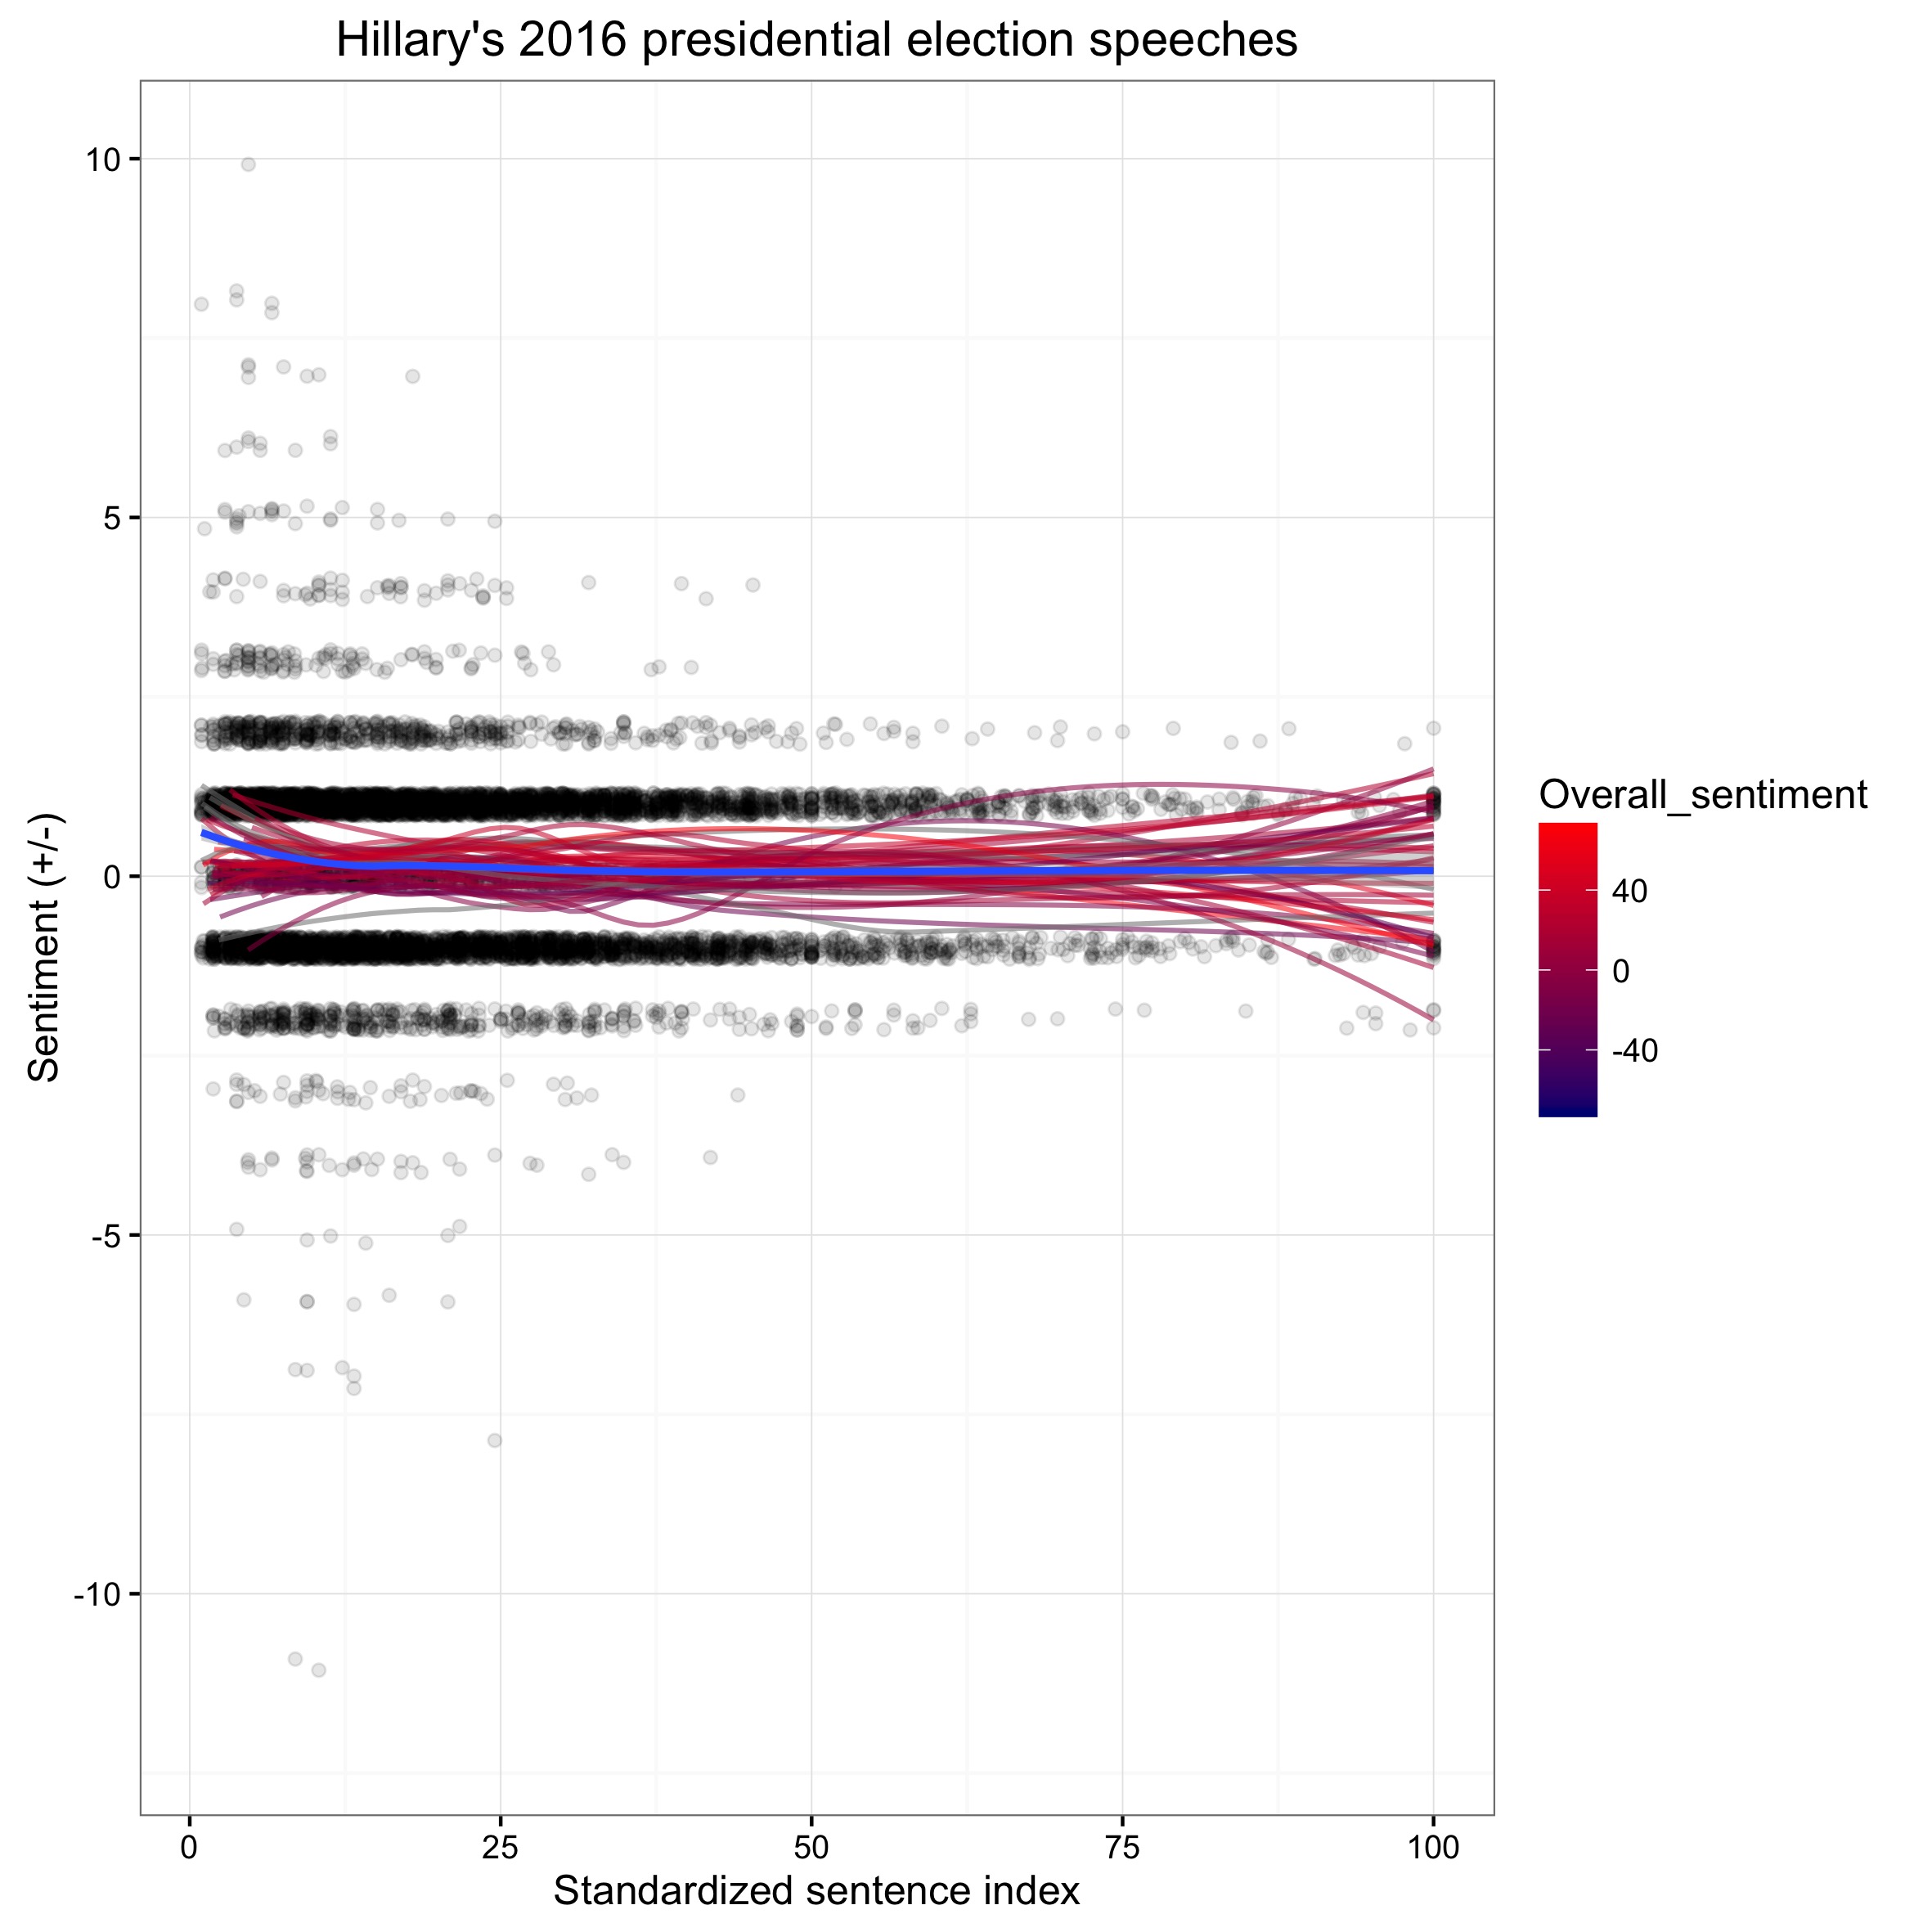 Hillary's 2016 presidential election speeches
10
5
0
-5
-10
Sentiment (+/-)
0 25 50 75 100
Standardized sentence index
Overall_sentiment
40
0
-40